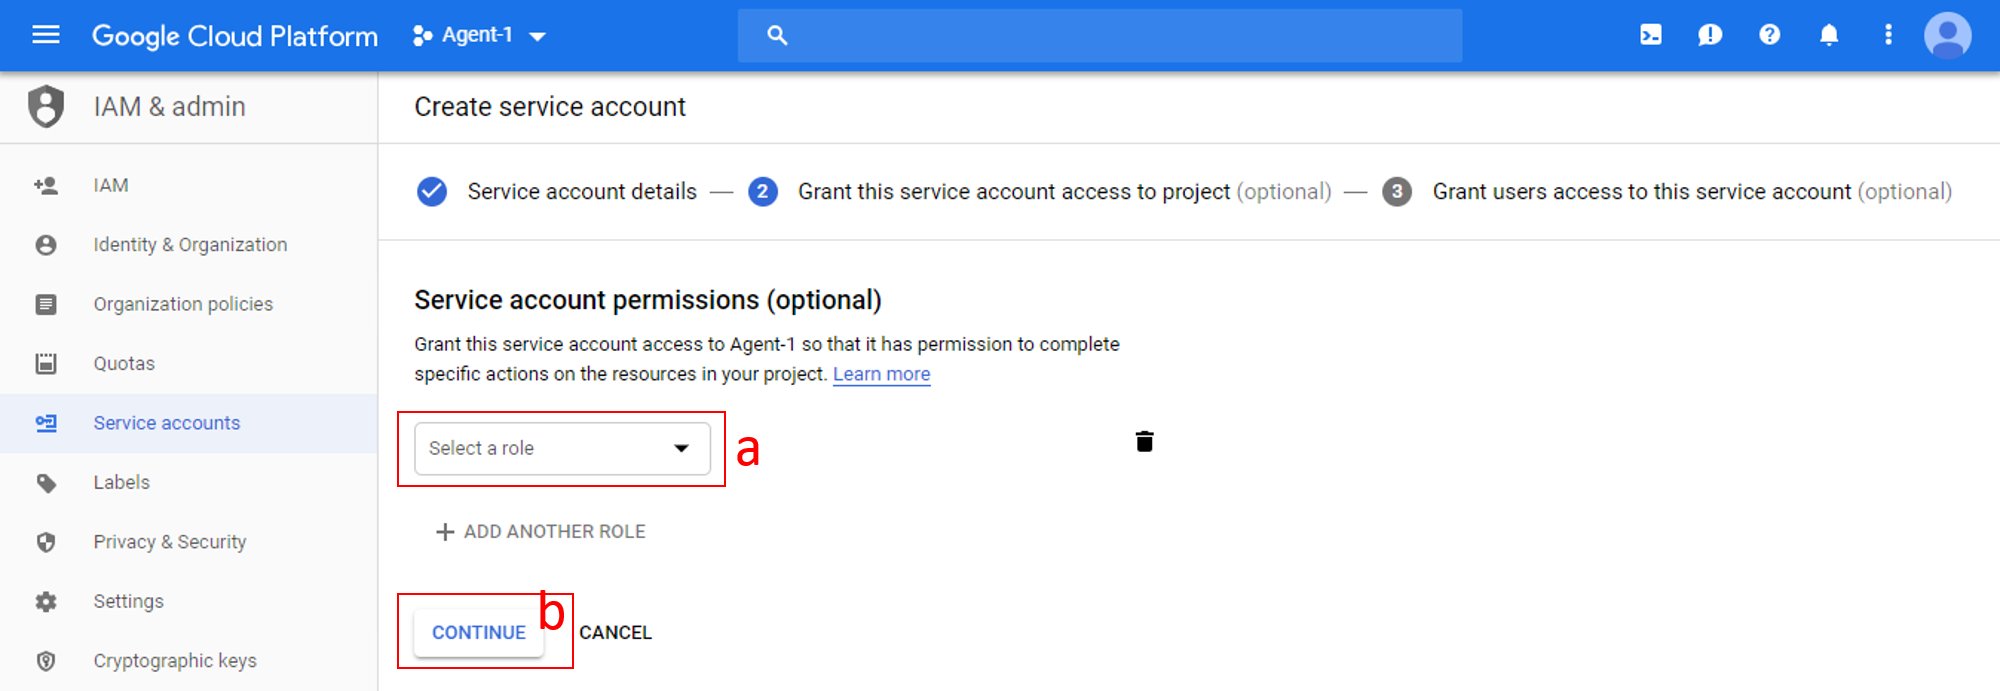 Google Cloud Platform Agent-1
IAM & admin
Create service account
Service account details — 2 Grant this service account access to project (optional) — 3 Grant users access to this service account (optional)
IAM
Identity & Organization
Organization policies
Quotas
Service accounts
Labels
Privacy & Security
Settings
Cryptographic keys
Service account permissions (optional)
Grant this service account access to Agent-1 so that it has permission to complete
specific actions on the resources in your project. Learn more
Select a role
a
+ ADD ANOTHER ROLE
CONTINUE
b
CANCEL